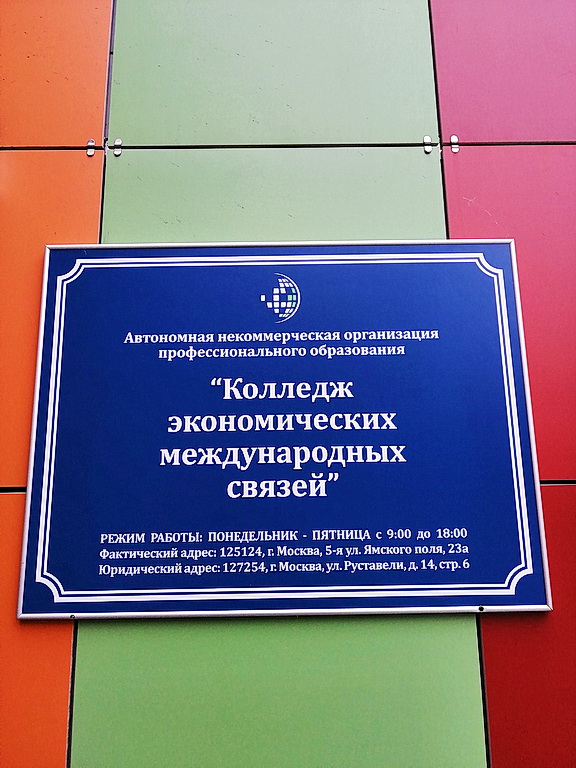 Автономная некоммерческая организация
профессионального образования
“Колледж
экономических
международных
связей”
РЕЖИМ РАБОТЫ: ПОНЕДЕЛЬНИК - ПЯТНИЦА с 9:00 до 18:00
Фактический адрес: 125124, г. Москва, 5-я ул. Ямского поля, 23а
Юридический адрес: 127254, г. Москва, ул. Руставели, д. 14, стр. 6